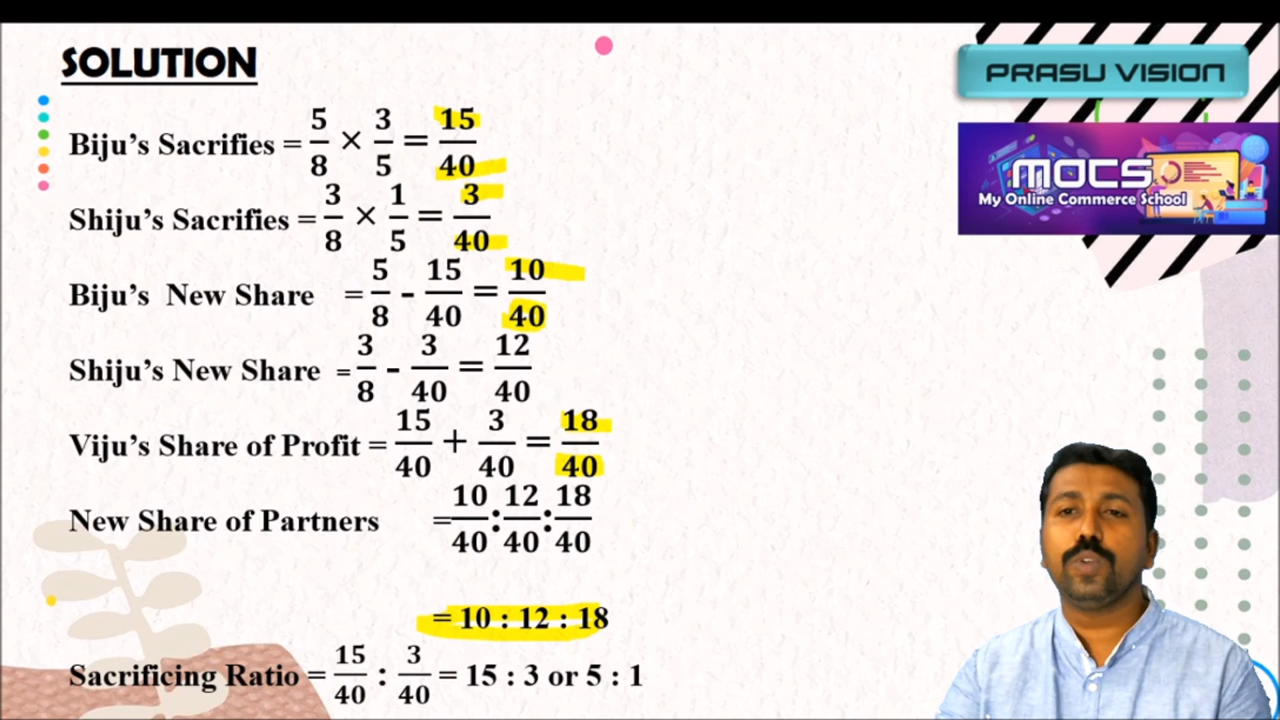 SOLUTION
PRASU VISION
MOCS
My Online Commerce School
Biju's Sacrifies = 5/8 × 3/5 = 15/40
Shiju's Sacrifies = 3/8 × 1/5 = 3/40
Biju's New Share = 5/8 - 15/40 = 10/40
Shiju's New Share = 3/8 - 3/40 = 12/40
Viju's Share of Profit = 15/40 + 3/40 = 18/40
New Share of Partners = 10/40 : 12/40 : 18/40
= 10 : 12 : 18
Sacrificing Ratio = 15/40 : 3/40 = 15 : 3 or 5 : 1